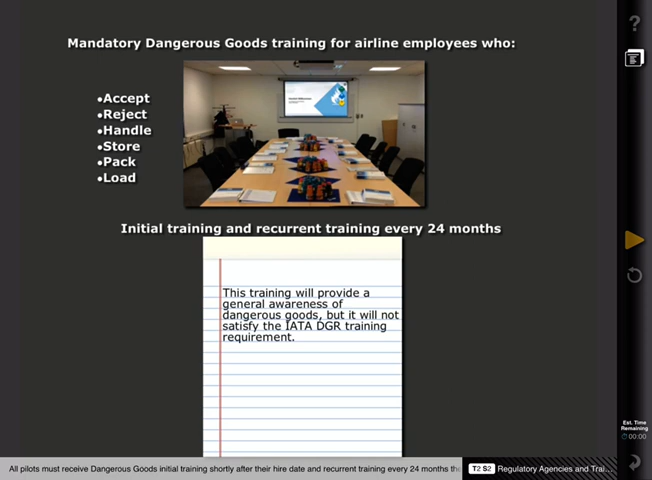 Mandatory Dangerous Goods training for airline employees who:
•Accept
•Reject
•Handle
•Store
•Pack
•Load
Initial training and recurrent training every 24 months
This training will provide a
general awareness of
dangerous goods, but it will not
satisfy the IATA DGR training
requirement.
?
Est. Time
Remaining
00:00
All pilots must receive Dangerous Goods initial training shortly after their hire date and recurrent training every 24 months
T2 S2 Regulatory Agencies and Trai...